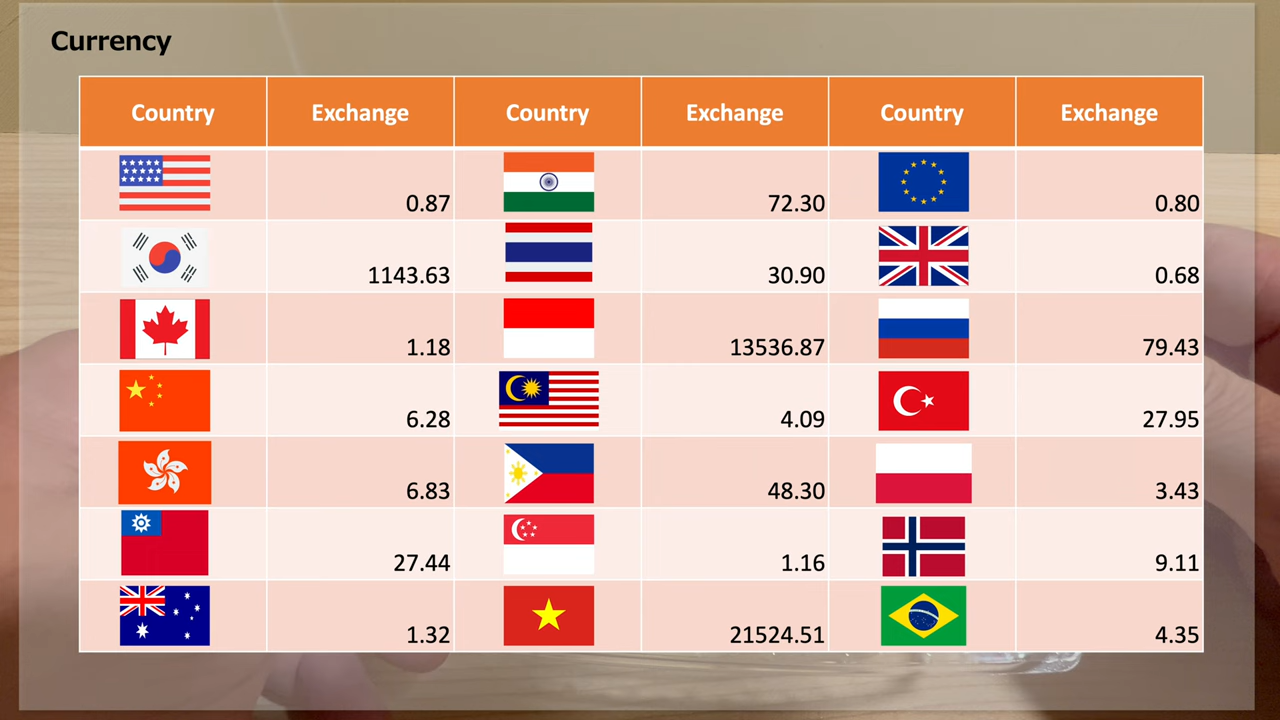 Currency
Country Exchange Country Exchange Country Exchange
0.87 72.30 0.80
1143.63 30.90 0.68
1.18 13536.87 79.43
6.28 4.09 27.95
6.83 48.30 3.43
27.44 1.16 9.11
1.32 21524.51 4.35